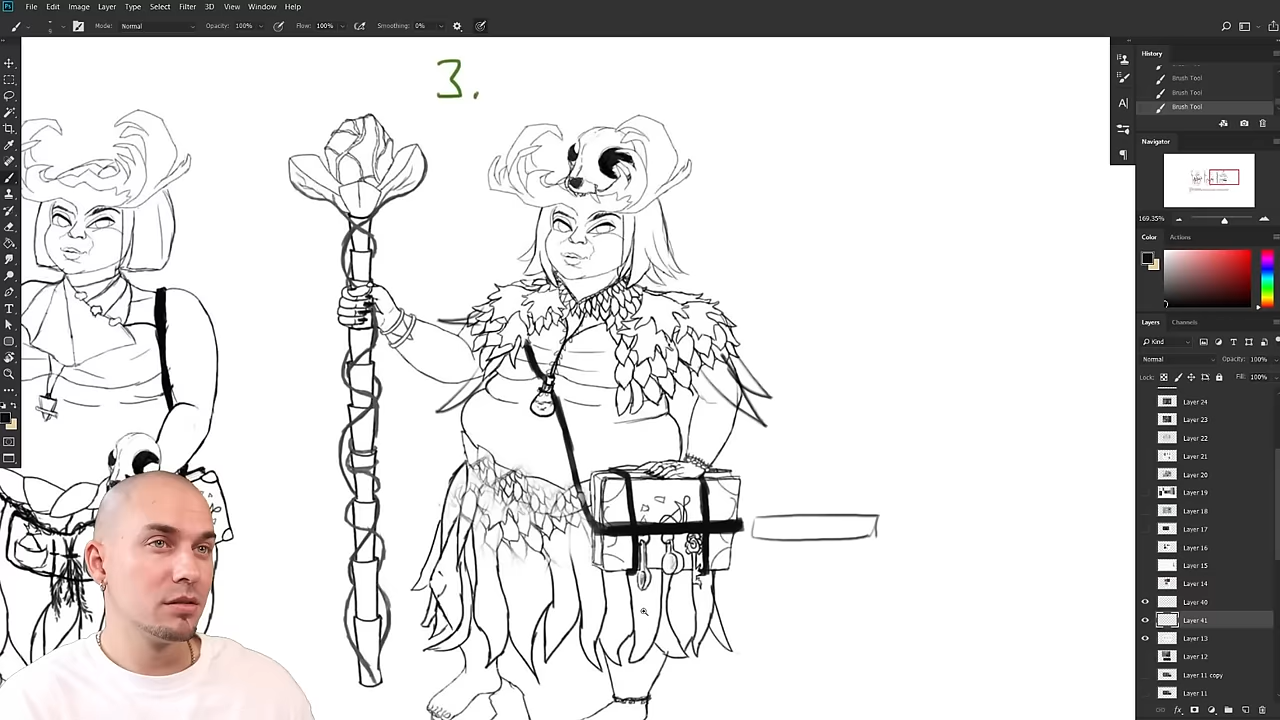 File Edit Image Layer Type Select Filter 3D View Window Help
Mode: Normal Opacity: 100% Flow: 100% Smoothing: 0%
3.
History
Brush Tool
Brush Tool
Brush Tool
Navigator
169.35%
Color Actions
Layers Channels
Kind
Normal Opacity: 100%
Lock: Fill: 100%
Layer 24
Layer 23
Layer 22
Layer 21
Layer 20
Layer 19
Layer 18
Layer 17
Layer 16
Layer 15
Layer 14
Layer 40
Layer 41
Layer 13
Layer 12
Layer 11 copy
Layer 11